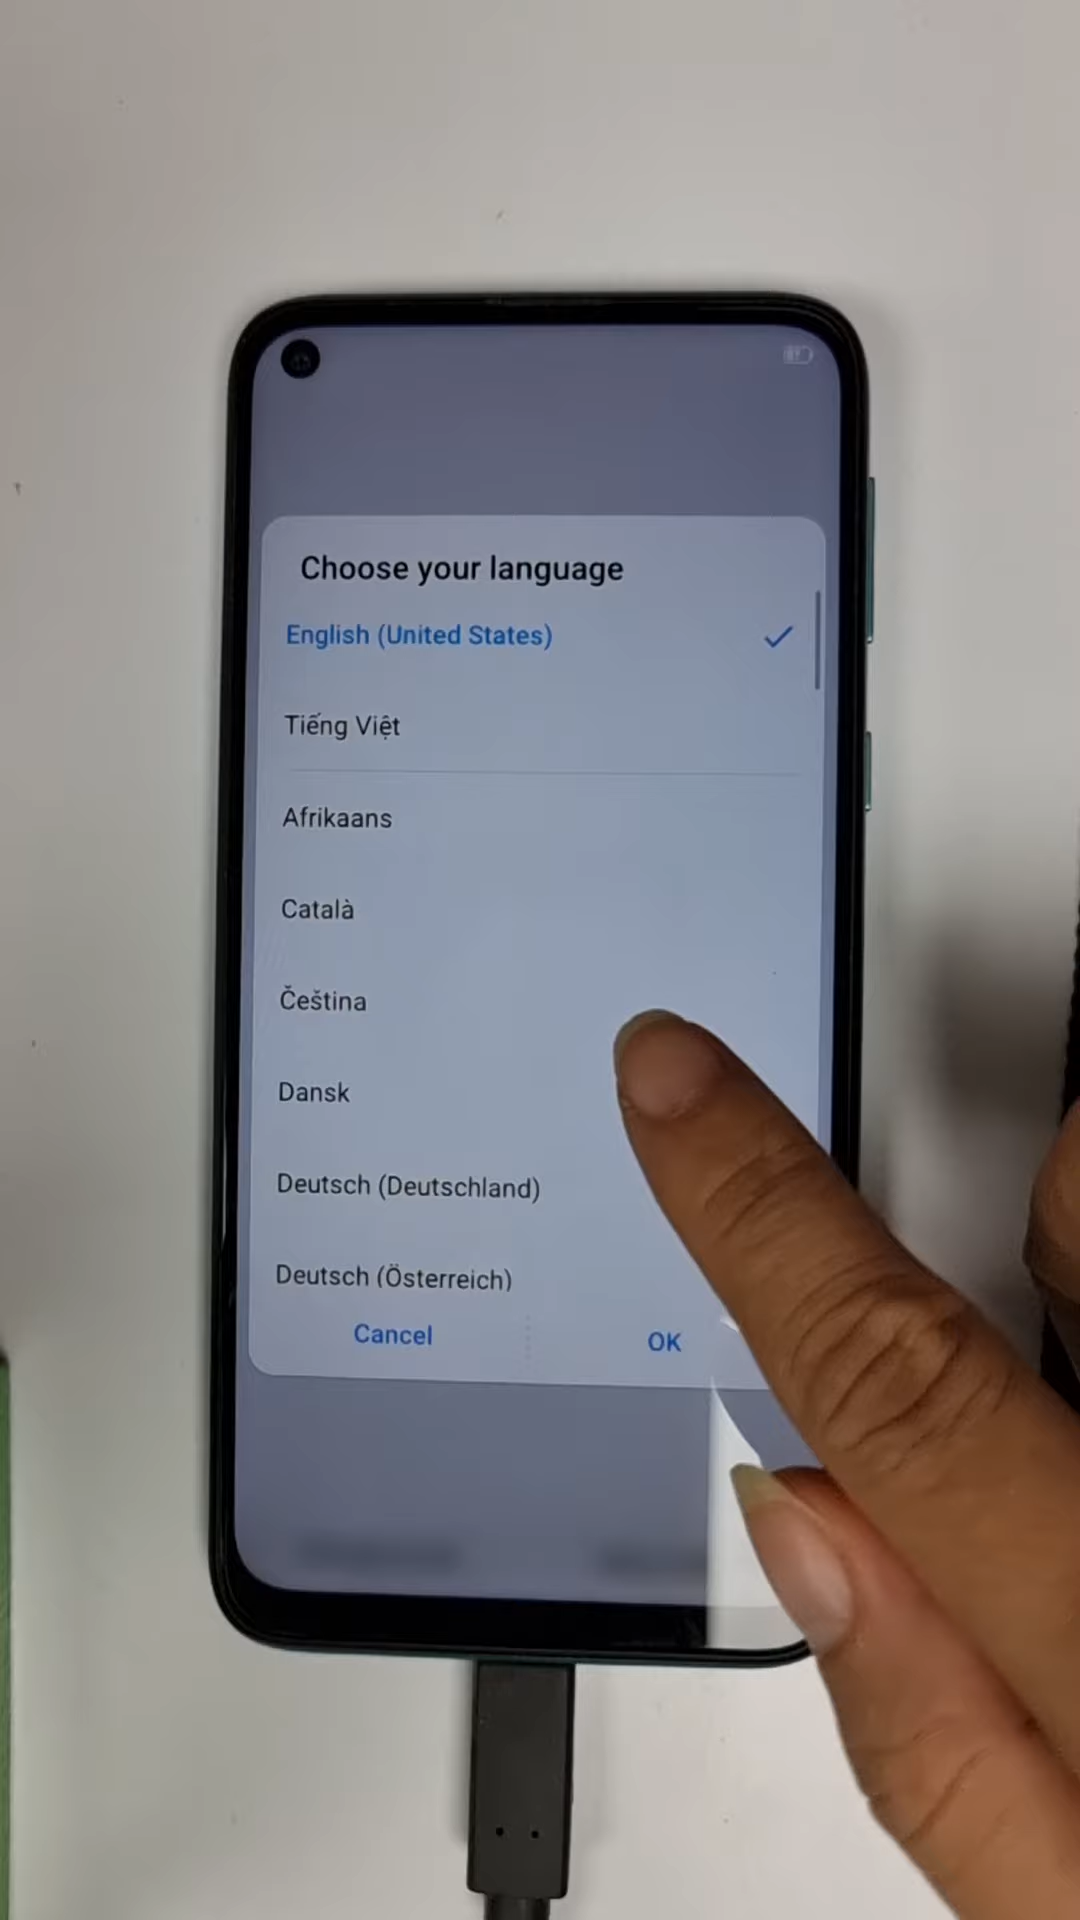 Choose your language
English (United States)
Tiếng Việt
Afrikaans
Català
Čeština
Dansk
Deutsch (Deutschland)
Deutsch (Österreich)
Cancel
OK